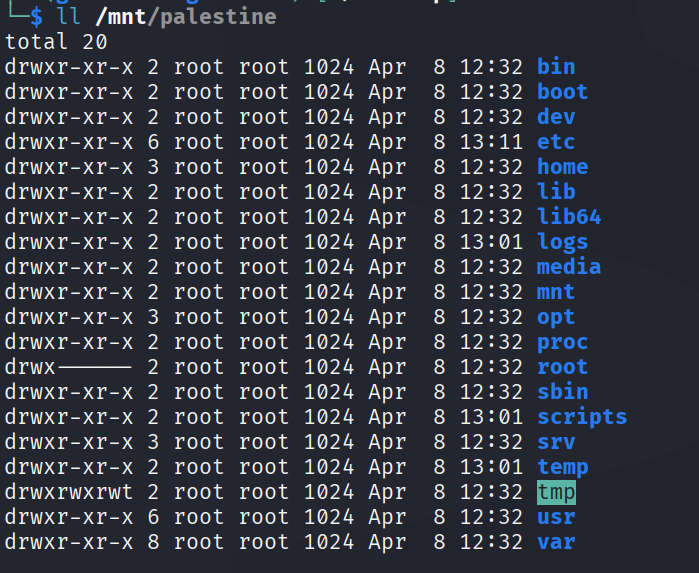 └─$ ll /mnt/palestine
total 20
drwxr-xr-x 2 root root 1024 Apr  8 12:32 bin
drwxr-xr-x 2 root root 1024 Apr  8 12:32 boot
drwxr-xr-x 2 root root 1024 Apr  8 12:32 dev
drwxr-xr-x 6 root root 1024 Apr  8 13:11 etc
drwxr-xr-x 3 root root 1024 Apr  8 12:32 home
drwxr-xr-x 2 root root 1024 Apr  8 12:32 lib
drwxr-xr-x 2 root root 1024 Apr  8 12:32 lib64
drwxr-xr-x 2 root root 1024 Apr  8 13:01 logs
drwxr-xr-x 2 root root 1024 Apr  8 12:32 media
drwxr-xr-x 2 root root 1024 Apr  8 12:32 mnt
drwxr-xr-x 3 root root 1024 Apr  8 12:32 opt
drwxr-xr-x 2 root root 1024 Apr  8 12:32 proc
drwx------ 2 root root 1024 Apr  8 12:32 root
drwxr-xr-x 2 root root 1024 Apr  8 12:32 sbin
drwxr-xr-x 2 root root 1024 Apr  8 13:01 scripts
drwxr-xr-x 3 root root 1024 Apr  8 12:32 srv
drwxr-xr-x 2 root root 1024 Apr  8 13:01 temp
drwxrwxrwt 2 root root 1024 Apr  8 12:32 tmp
drwxr-xr-x 6 root root 1024 Apr  8 12:32 usr
drwxr-xr-x 8 root root 1024 Apr  8 12:32 var